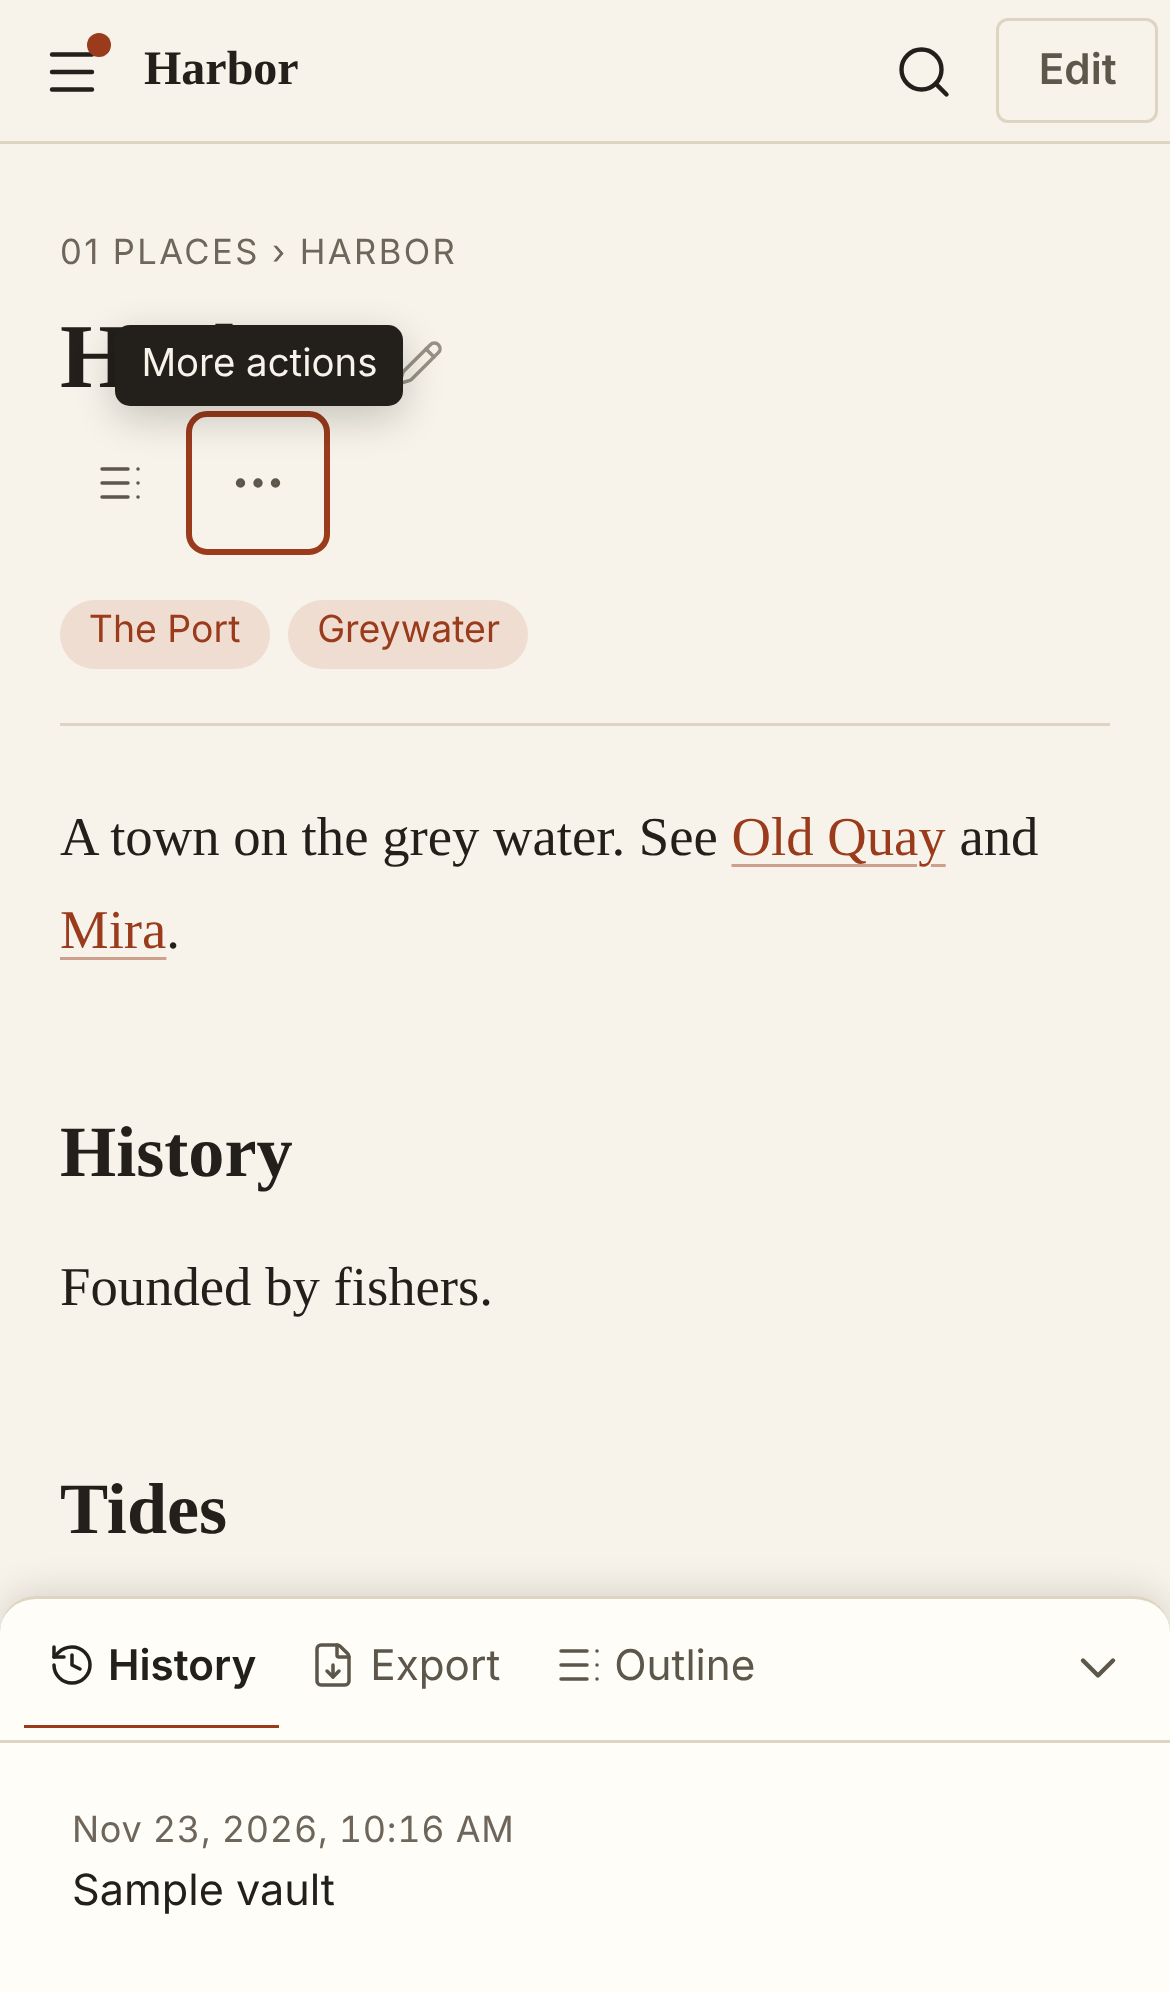 Harbor
Edit
01 PLACES › HARBOR
More actions
The Port
Greywater
A town on the grey water. See Old Quay and
Mira.
History
Founded by fishers.
Tides
History
Export
Outline
Nov 23, 2026, 10:16 AM
Sample vault